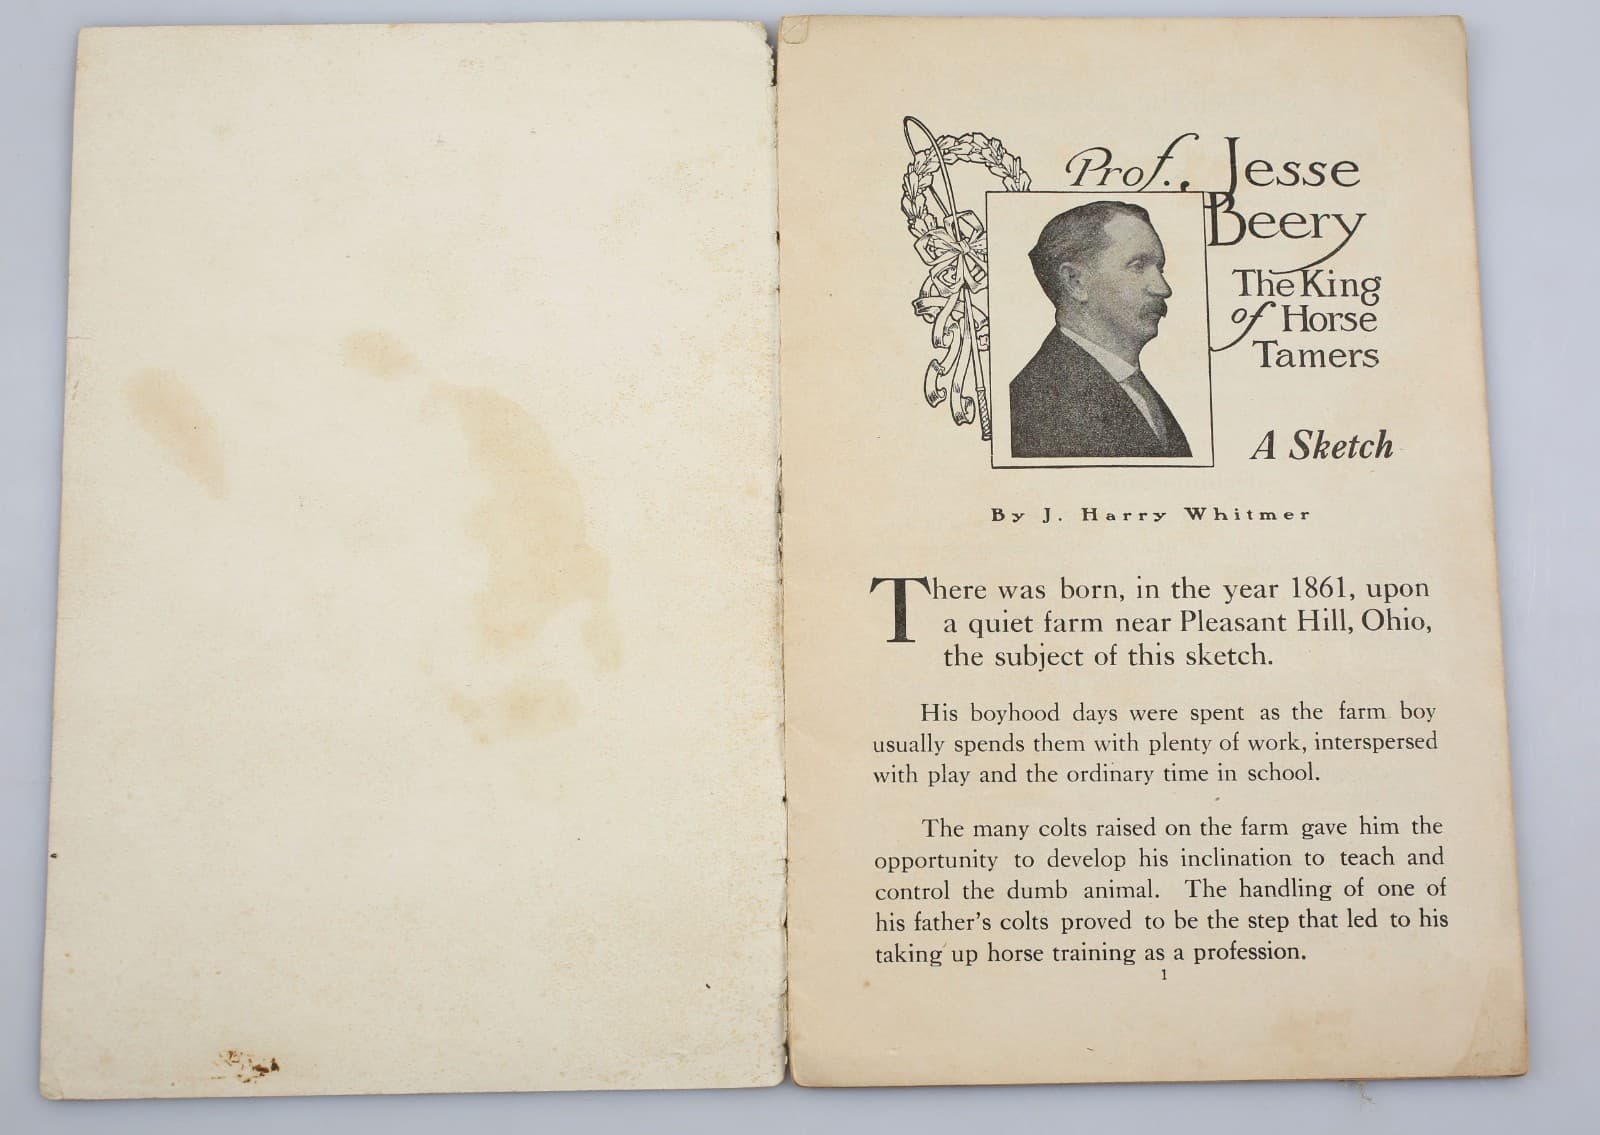 Prof. Jesse
Beery
The King
of Horse
Tamers
A Sketch
By J. Harry Whitmer
There was born, in the year 1861, upon
a quiet farm near Pleasant Hill, Ohio,
the subject of this sketch.
His boyhood days were spent as the farm boy
usually spends them with plenty of work, interspersed
with play and the ordinary time in school.
The many colts raised on the farm gave him the
opportunity to develop his inclination to teach and
control the dumb animal. The handling of one of
his father's colts proved to be the step that led to his
taking up horse training as a profession.
1